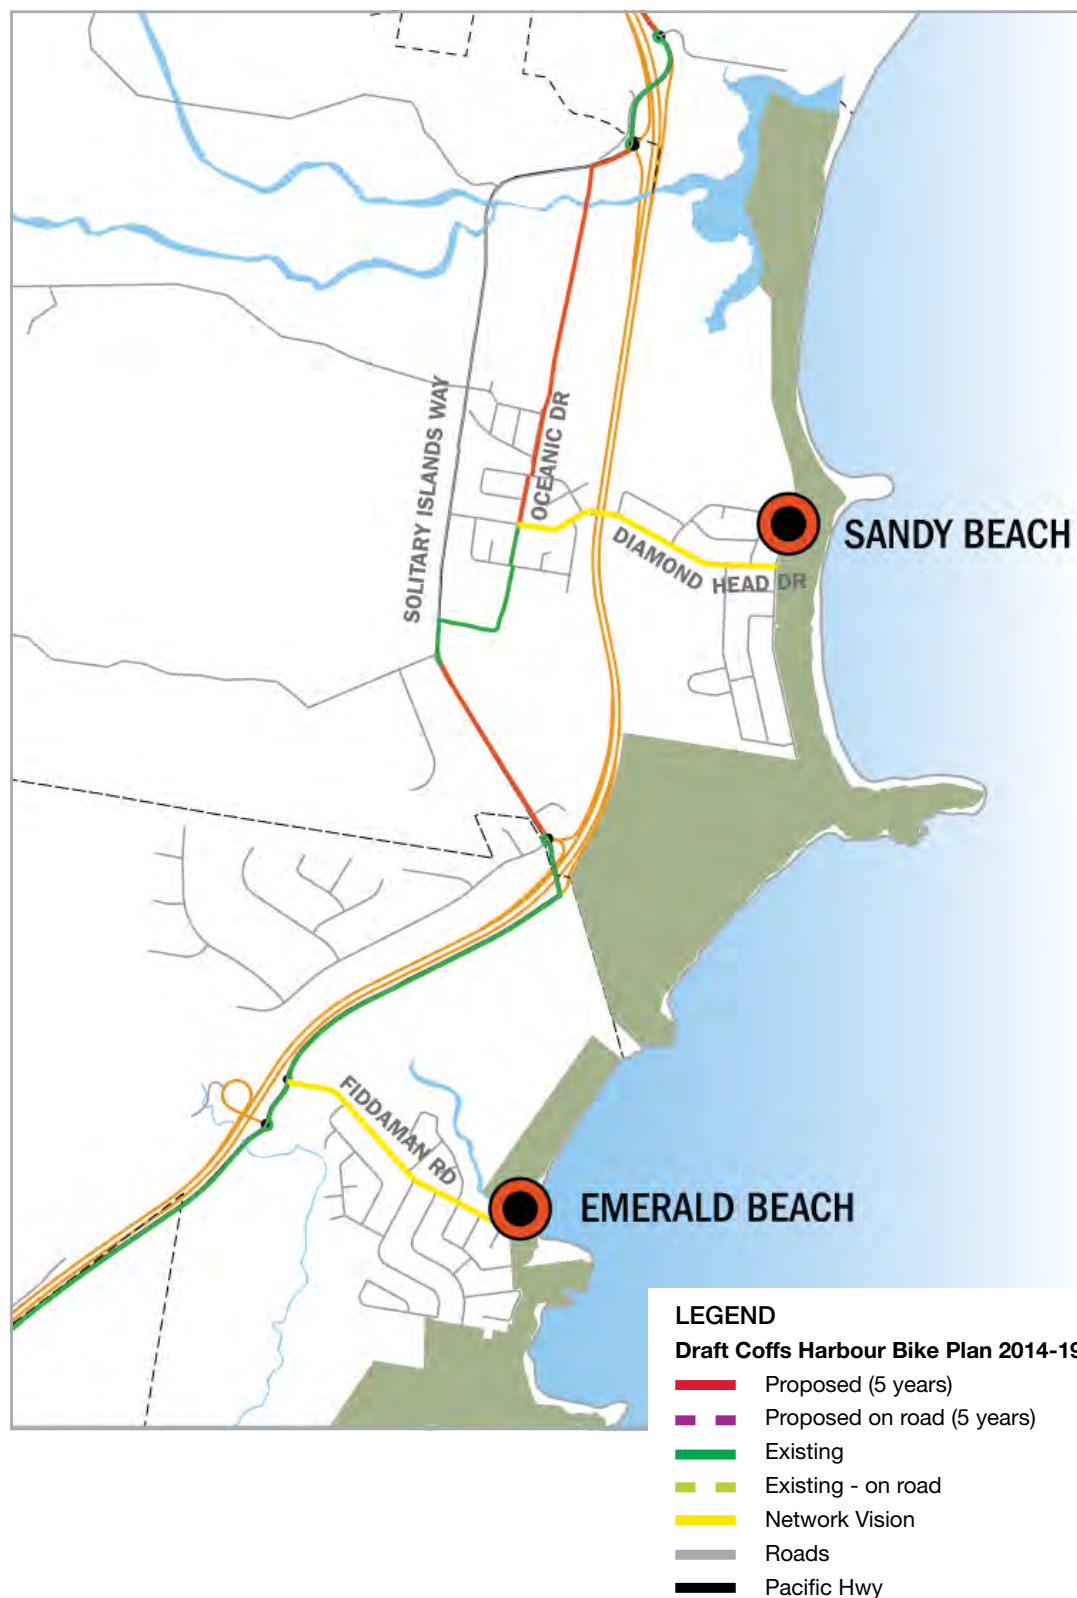 SOLITARY ISLANDS WAY
OCEANIC DR
DIAMOND HEAD DR
SANDY BEACH
FIDDAMAN RD
EMERALD BEACH
LEGEND
Draft Coffs Harbour Bike Plan 2014-19
Proposed (5 years)
Proposed on road (5 years)
Existing
Existing - on road
Network Vision
Roads
Pacific Hwy